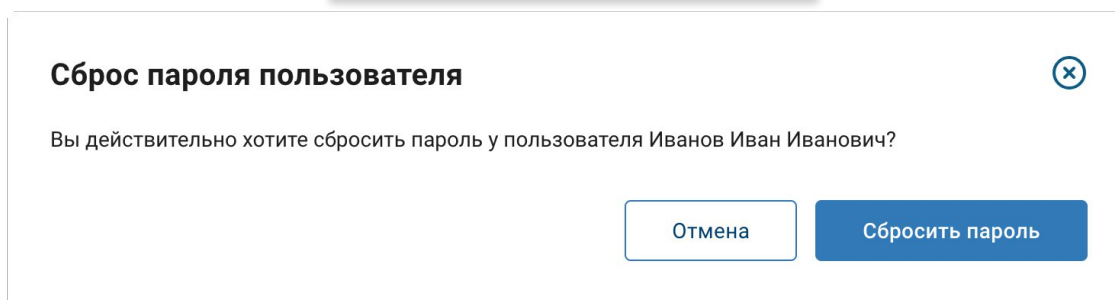 Сброс пароля пользователя
Вы действительно хотите сбросить пароль у пользователя Иванов Иван Иванович?
Отмена
Сбросить пароль